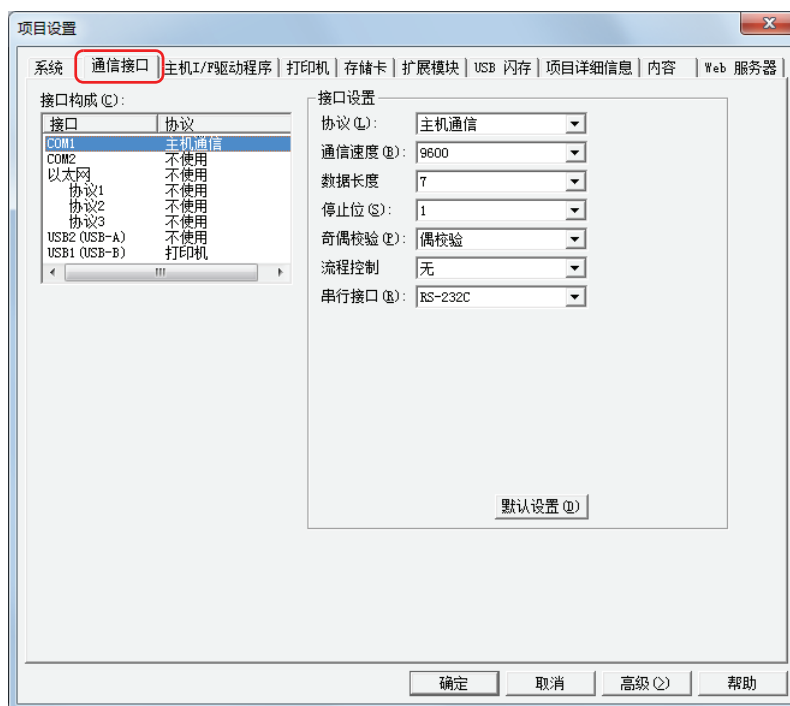 项目设置
系统 通信接口 主机I/F驱动程序 打印机 存储卡 扩展模块 USB 闪存 项目详细信息 内容 Web 服务器
接口构成(C):
接口 协议
COM1 主机通信
COM2 不使用
以太网 不使用
协议1 不使用
协议2 不使用
协议3 不使用
USB2(USB-A) 不使用
USB1(USB-B) 打印机
接口设置
协议(L): 主机通信
通信速度(B): 9600
数据长度 7
停止位(S): 1
奇偶校验(P): 偶校验
流程控制 无
串行接口(R): RS-232C
默认设置(D)
确定 取消 高级(2) 帮助